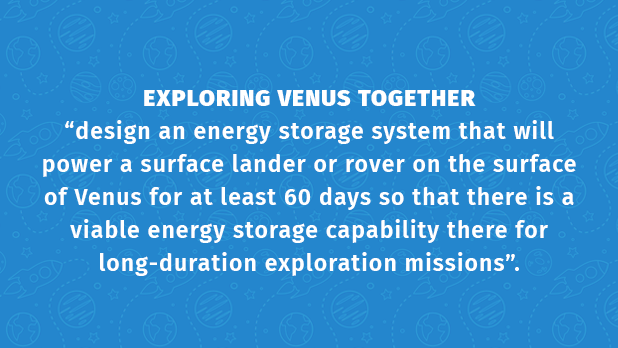 EXPLORING VENUS TOGETHER
“design an energy storage system that will
power a surface lander or rover on the surface
of Venus for at least 60 days so that there is a
viable energy storage capability there for
long-duration exploration missions”.